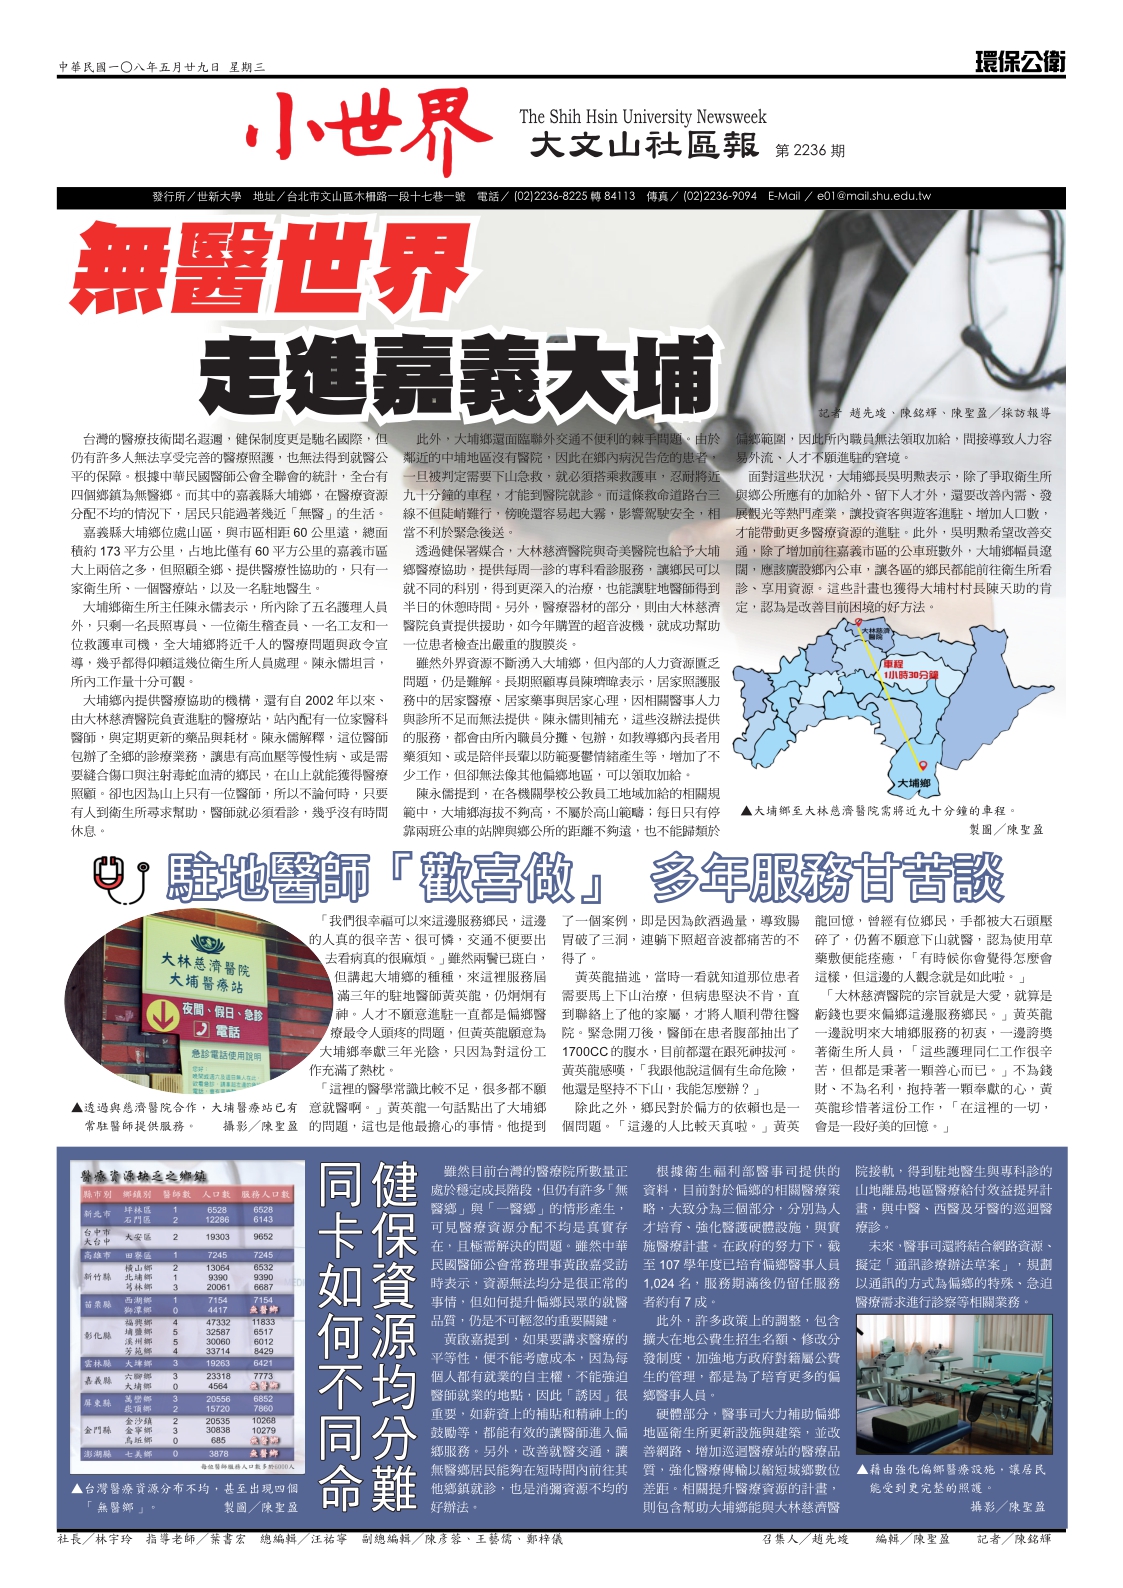 中華民國一〇八年五月廿九日 星期三
環保公衛
小世界
The Shih Hsin University Newsweek
大文山社區報 第 2236 期
發行所／世新大學 地址／台北市文山區木柵路一段十七巷一號 電話／ (02)2236-8225 轉 84113 傳真／ (02)2236-9094 E-Mail ／ e01@mail.shu.edu.tw
無醫世界
走進嘉義大埔
記者 趙先竣、陳銘輝、陳聖盈／採訪報導
台灣的醫療技術聞名遐邇，健保制度更是馳名國際，但
仍有許多人無法享受完善的醫療照護，也無法得到就醫公
平的保障。根據中華民國醫師公會全聯會的統計，全台有
四個鄉鎮為無醫鄉。而其中的嘉義縣大埔鄉，在醫療資源
分配不均的情況下，居民只能過著幾近「無醫」的生活。
嘉義縣大埔鄉位處山區，與市區相距 60 公里遠，總面
積約 173 平方公里，占地比僅有 60 平方公里的嘉義市區
大上兩倍之多，但照顧全鄉、提供醫療性協助的，只有一
家衛生所、一個醫療站，以及一名駐地醫生。
大埔鄉衛生所主任陳永儒表示，所內除了五名護理人員
外，只剩一名長照專員、一位衛生稽查員、一名工友和一
位救護車司機，全大埔鄉將近千人的醫療問題與政令宣
導，幾乎都得仰賴這幾位衛生所人員處理。陳永儒坦言，
所內工作量十分可觀。
大埔鄉內提供醫療協助的機構，還有自 2002 年以來、
由大林慈濟醫院負責進駐的醫療站，站內配有一位家醫科
醫師，與定期更新的藥品與耗材。陳永儒解釋，這位醫師
包辦了全鄉的診療業務，讓患有高血壓等慢性病、或是需
要縫合傷口與注射毒蛇血清的鄉民，在山上就能獲得醫療
照顧。卻也因為山上只有一位醫師，所以不論何時，只要
有人到衛生所尋求幫助，醫師就必須看診，幾乎沒有時間
休息。
此外，大埔鄉還面臨聯外交通不便利的棘手問題。由於
鄰近的中埔地區沒有醫院，因此在鄉內病況告危的患者，
一旦被判定需要下山急救，就必須搭乘救護車，忍耐將近
九十分鐘的車程，才能到醫院就診。而這條救命道路台三
線不但陡峭難行，傍晚還容易起大霧，影響駕駛安全，相
當不利於緊急後送。
透過健保署媒合，大林慈濟醫院與奇美醫院也給予大埔
鄉醫療協助，提供每周一診的專科看診服務，讓鄉民可以
就不同的科別，得到更深入的治療，也能讓駐地醫師得到
半日的休憩時間。另外，醫療器材的部分，則由大林慈濟
醫院負責提供援助，如今年購置的超音波機，就成功幫助
一位患者檢查出嚴重的腹膜炎。
雖然外界資源不斷湧入大埔鄉，但內部的人力資源匱乏
問題，仍是難解。長期照顧專員陳璃暐表示，居家照護服
務中的居家醫療、居家藥事與居家心理，因相關醫事人力
與診所不足而無法提供。陳永儒則補充，這些沒辦法提供
的服務，都會由所內職員分攤、包辦，如教導鄉內長者用
藥須知、或是陪伴長輩以防範憂鬱情緒產生等，增加了不
少工作，但卻無法像其他偏鄉地區，可以領取加給。
陳永儒提到，在各機關學校公教員工地域加給的相關規
範中，大埔鄉海拔不夠高，不屬於高山範疇；每日只有停
靠兩班公車的站牌與鄉公所的距離不夠遠，也不能歸類於
偏鄉範圍，因此所內職員無法領取加給，間接導致人力容
易外流、人才不願進駐的窘境。
面對這些狀況，大埔鄉長吳明勳表示，除了爭取衛生所
與鄉公所應有的加給外、留下人才外，還要改善內需、發
展觀光等熱門產業，讓投資客與遊客進駐、增加人口數，
才能帶動更多醫療資源的進駐。此外，吳明勳希望改善交
通，除了增加前往嘉義市區的公車班數外，大埔鄉幅員遼
闊，應該廣設鄉內公車，讓各區的鄉民都能前往衛生所看
診、享用資源。這些計畫也獲得大埔村村長陳天助的肯
定，認為是改善目前困境的好方法。
大林慈濟
醫院
車程
1小時30分鐘
大埔鄉
▲大埔鄉至大林慈濟醫院需將近九十分鐘的車程。
製圖／陳聖盈
駐地醫師「歡喜做」 多年服務甘苦談
大林慈濟醫院
大埔醫療站
夜間、假日、急診
電話
急診電話使用說明
▲透過與慈濟醫院合作，大埔醫療站已有
常駐醫師提供服務。 攝影／陳聖盈
「我們很幸福可以來這邊服務鄉民，這邊
的人真的很辛苦、很可憐，交通不便要出
去看病真的很麻煩。」雖然兩鬢已斑白，
但講起大埔鄉的種種，來這裡服務屆
滿三年的駐地醫師黃英龍，仍炯炯有
神。人才不願意進駐一直都是偏鄉醫
療最令人頭疼的問題，但黃英龍願意為
大埔鄉奉獻三年光陰，只因為對這份工
作充滿了熱枕。
「這裡的醫學常識比較不足，很多都不願
意就醫啊。」黃英龍一句話點出了大埔鄉
的問題，這也是他最擔心的事情。他提到
了一個案例，即是因為飲酒過量，導致腸
胃破了三洞，連躺下照超音波都痛苦的不
得了。
黃英龍描述，當時一看就知道那位患者
需要馬上下山治療，但病患堅決不肯，直
到聯絡上了他的家屬，才將人順利帶往醫
院。緊急開刀後，醫師在患者腹部抽出了
1700CC 的腹水，目前都還在跟死神拔河。
黃英龍感嘆，「我跟他說這個有生命危險，
他還是堅持不下山，我能怎麼辦？」
除此之外，鄉民對於偏方的依賴也是一
個問題。「這邊的人比較天真啦。」黃英
龍回憶，曾經有位鄉民，手都被大石頭壓
碎了，仍舊不願意下山就醫，認為使用草
藥敷便能痊癒，「有時候你會覺得怎麼會
這樣，但這邊的人觀念就是如此啦。」
「大林慈濟醫院的宗旨就是大愛，就算是
虧錢也要來偏鄉這邊服務鄉民。」黃英龍
一邊說明來大埔鄉服務的初衷，一邊誇獎
著衛生所人員，「這些護理同仁工作很辛
苦，但都是秉著一顆善心而已。」不為錢
財、不為名利，抱持著一顆奉獻的心，黃
英龍珍惜著這份工作，「在這裡的一切，
會是一段好美的回憶。」
醫療資源缺乏之鄉鎮
縣市別 鄉鎮別 醫師數 人口數 服務人口數
新北市 坪林區 1 6528 6528
石門區 2 12286 6143
台中市
大台中 大安區 2 19303 9652
高雄市 田寮區 1 7245 7245
新竹縣 橫山鄉 2 13064 6532
北埔鄉 1 9390 9390
芎林鄉 3 20061 6687
苗栗縣 西湖鄉 1 7154 7154
獅潭鄉 0 4417 無醫鄉
彰化縣 福興鄉 4 47332 11833
埔鹽鄉 5 32587 6517
溪州鄉 5 30060 6012
芳苑鄉 4 33714 8429
雲林縣 大埤鄉 3 19263 6421
嘉義縣 六腳鄉 3 23318 7773
大埔鄉 0 4564 無醫鄉
屏東縣 萬巒鄉 3 20556 6852
崁頂鄉 2 15720 7860
金門縣 金沙鎮 2 20535 10268
金寧鄉 3 30838 10279
烏坵鄉 0 685 無醫鄉
澎湖縣 七美鄉 0 3878 無醫鄉
每位醫師服務人口數多於6000人
▲台灣醫療資源分布不均，甚至出現四個
「無醫鄉」。 製圖／陳聖盈
健保資源均分難
同卡如何不同命
雖然目前台灣的醫療院所數量正
處於穩定成長階段，但仍有許多「無
醫鄉」與「一醫鄉」的情形產生，
可見醫療資源分配不均是真實存
在，且極需解決的問題。雖然中華
民國醫師公會常務理事黃啟嘉受訪
時表示，資源無法均分是很正常的
事情，但如何提升偏鄉民眾的就醫
品質，仍是不可輕忽的重要關鍵。
黃啟嘉提到，如果要講求醫療的
平等性，便不能考慮成本，因為每
個人都有就業的自主權，不能強迫
醫師就業的地點，因此「誘因」很
重要，如薪資上的補貼和精神上的
鼓勵等，都能有效的讓醫師進入偏
鄉服務。另外，改善就醫交通，讓
無醫鄉居民能夠在短時間內前往其
他鄉鎮就診，也是消彌資源不均的
好辦法。
根據衛生福利部醫事司提供的
資料，目前對於偏鄉的相關醫療策
略，大致分為三個部分，分別為人
才培育、強化醫護硬體設施，與實
施醫療計畫。在政府的努力下，截
至 107 學年度已培育偏鄉醫事人員
1,024 名，服務期滿後仍留任服務
者約有 7 成。
此外，許多政策上的調整，包含
擴大在地公費生招生名額、修改分
發制度，加強地方政府對籍屬公費
生的管理，都是為了培育更多的偏
鄉醫事人員。
硬體部分，醫事司大力補助偏鄉
地區衛生所更新設施與建築，並改
善網路、增加巡迴醫療站的醫療品
質，強化醫療傳輸以縮短城鄉數位
差距。相關提升醫療資源的計畫，
則包含幫助大埔鄉能與大林慈濟醫
院接軌，得到駐地醫生與專科診的
山地離島地區醫療給付效益提昇計
畫，與中醫、西醫及牙醫的巡迴醫
療診。
未來，醫事司還將結合網路資源、
擬定「通訊診療辦法草案」，規劃
以通訊的方式為偏鄉的特殊、急迫
醫療需求進行診察等相關業務。
▲藉由強化偏鄉醫療設施，讓居民
能受到更完整的照護。
攝影／陳聖盈
社長／林宇玲 指導老師／葉書宏 總編輯／汪祐寧 副總編輯／陳彥蓉、王藝儒、鄭梓儀
召集人／趙先竣 編輯／陳聖盈 記者／陳銘輝